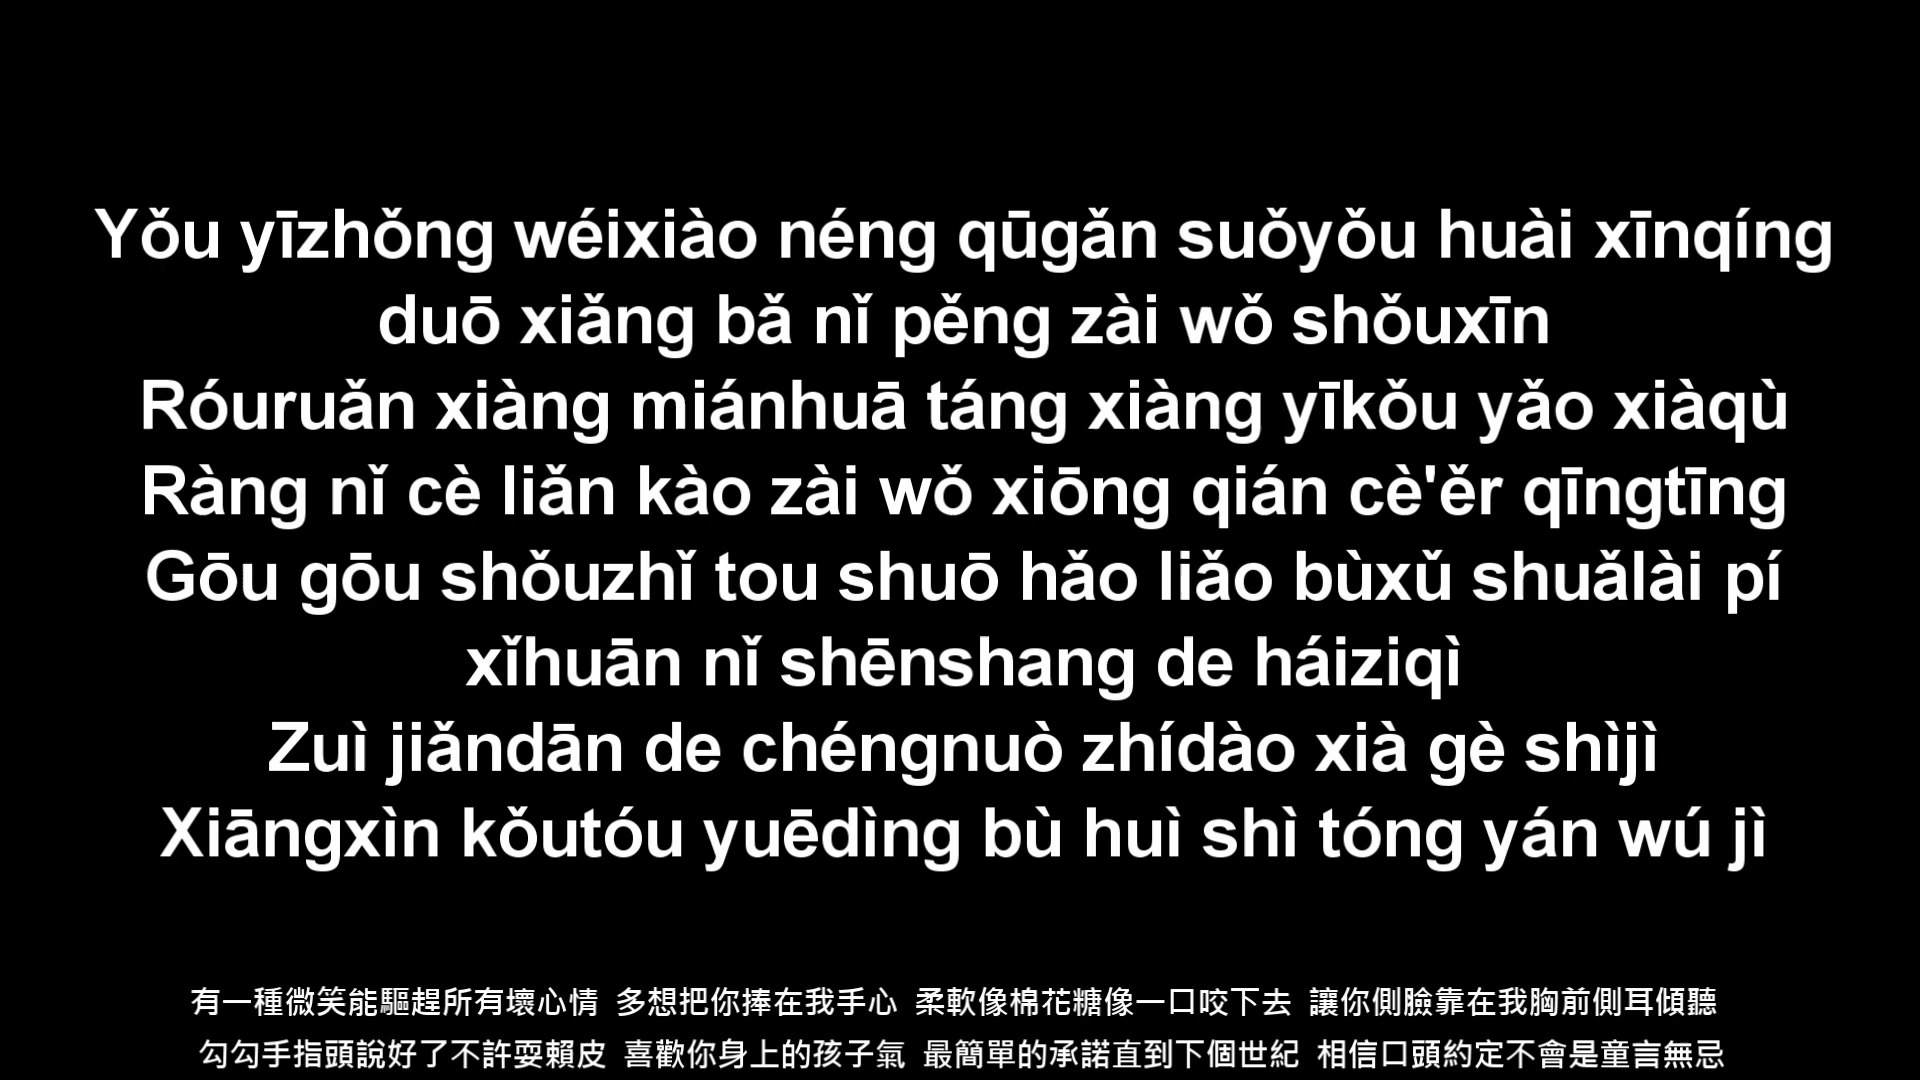 Yǒu yīzhǒng wéixiào néng qūgǎn suǒyǒu huài xīnqíng
duō xiǎng bǎ nǐ pěng zài wǒ shǒuxīn
Róuruǎn xiàng miánhuā táng xiàng yīkǒu yǎo xiàqù
Ràng nǐ cè liǎn kào zài wǒ xiōng qián cè'ěr qīngtīng
Gōu gōu shǒuzhǐ tou shuō hǎo liǎo bùxǔ shuǎlài pí
xǐhuān nǐ shēnshang de háiziqì
Zuì jiǎndān de chéngnuò zhídào xià gè shìjì
Xiāngxìn kǒutóu yuēdìng bù huì shì tóng yán wú jì
有一種微笑能驅趕所有壞心情 多想把你捧在我手心 柔軟像棉花糖像一口咬下去 讓你側臉靠在我胸前側耳傾聽
勾勾手指頭說好了不許耍賴皮 喜歡你身上的孩子氣 最簡單的承諾直到下個世紀 相信口頭約定不會是童言無忌